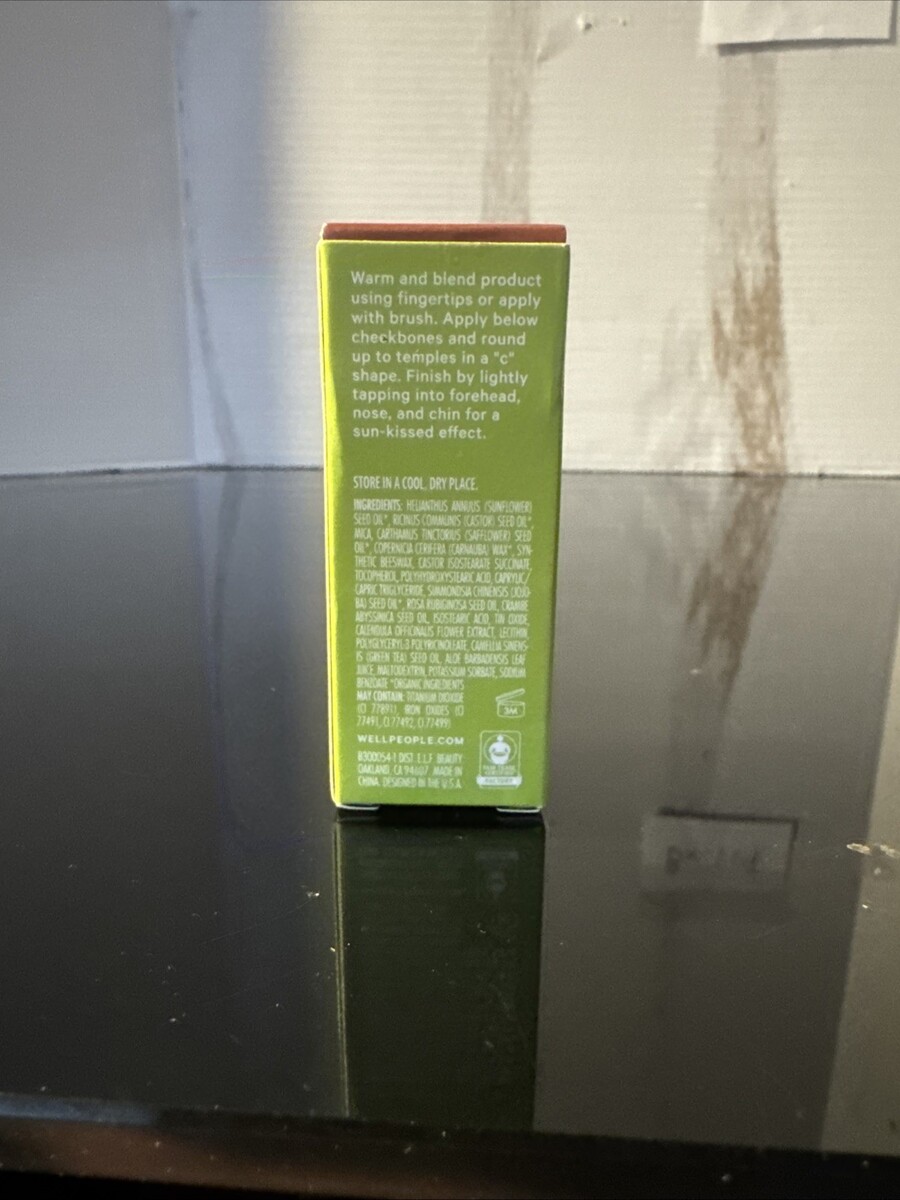 Warm and blend product
using fingertips or apply
with brush. Apply below
checkbones and round
up to temples in a "c"
shape. Finish by lightly
tapping into forehead,
nose, and chin for a
sun-kissed effect.
STORE IN A COOL, DRY PLACE.
INGREDIENTS: HELIANTHUS ANNUUS (SUNFLOWER)
SEED OIL*, RICINUS COMMUNIS (CASTOR) SEED OIL*,
MICA, CARTHAMUS TINCTORIUS (SAFFLOWER) SEED
OIL*, COPERNICIA CERIFERA (CARNAUBA) WAX*, SYN-
THETIC BEESWAX, CASTOR ISOSTEARATE SUCCINATE,
TOCOPHEROL, POLYHYDROXYSTEARIC ACID, CAPRYLIC/
CAPRIC TRIGLYCERIDE, SIMMONDSIA CHINENSIS (JOJO-
BA) SEED OIL*, ROSA RUBIGINOSA SEED OIL, CRAMBE
ABYSSINICA SEED OIL, ISOSTEARIC ACID, TIN OXIDE,
CALENDULA OFFICINALIS FLOWER EXTRACT, LECITHIN,
POLYGLYCERYL-3 POLYRICINOLEATE, CAMELLIA SINENS-
IS (GREEN TEA) SEED OIL, ALOE BARBADENSIS LEAF
JUICE, MALTODEXTRIN, POTASSIUM SORBATE, SODIUM
BENZOATE *ORGANIC INGREDIENTS
MAY CONTAIN: TITANIUM DIOXIDE
(CI 77891), IRON OXIDES (CI
77491, CI 77492, CI 77499)
3M
WELLPEOPLE.COM
B300054-1 DIST. E.L.F. BEAUTY
OAKLAND, CA 94607 MADE IN
CHINA. DESIGNED IN THE U.S.A.
FAIR TRADE
CERTIFIED
FACTORY